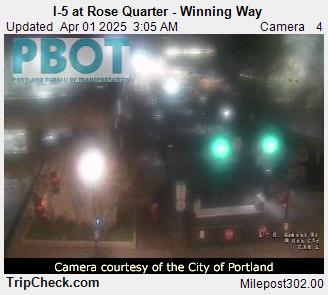 I-5 at Rose Quarter - Winning Way
Updated Apr 01 2025 3:05 AM Camera 4
PBOT
PORTLAND BUREAU OF TRANSPORTATION
Camera courtesy of the City of Portland
TripCheck.com Milepost302.00